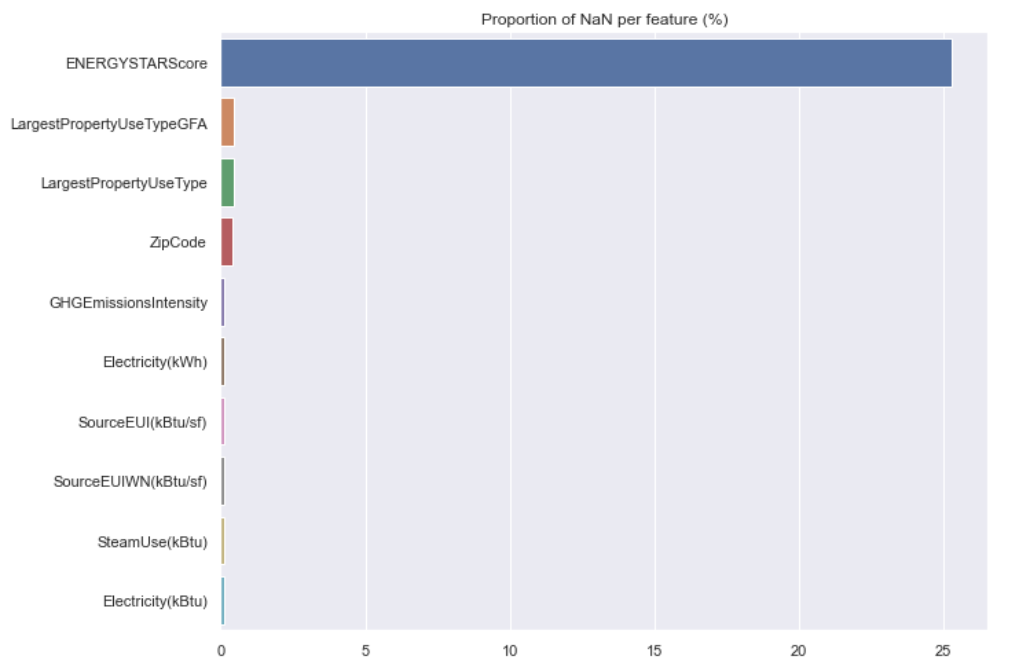 Proportion of NaN per feature (%)
ENERGYSTARScore
LargestPropertyUseTypeGFA
LargestPropertyUseType
ZipCode
GHGEmissionsIntensity
Electricity(kWh)
SourceEUI(kBtu/sf)
SourceEUIWN(kBtu/sf)
SteamUse(kBtu)
Electricity(kBtu)
0 5 10 15 20 25